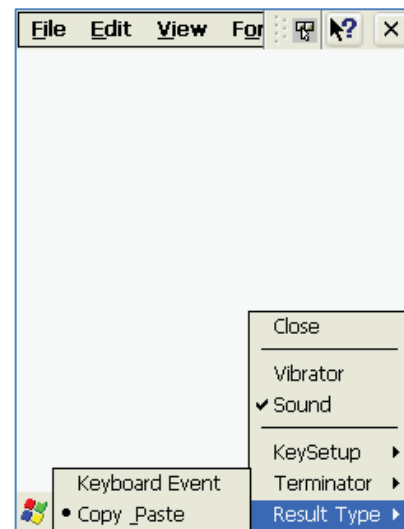 File Edit View For ?
Close
Vibrator
Sound
KeySetup
Terminator
Keyboard Event
Copy _Paste
Result Type